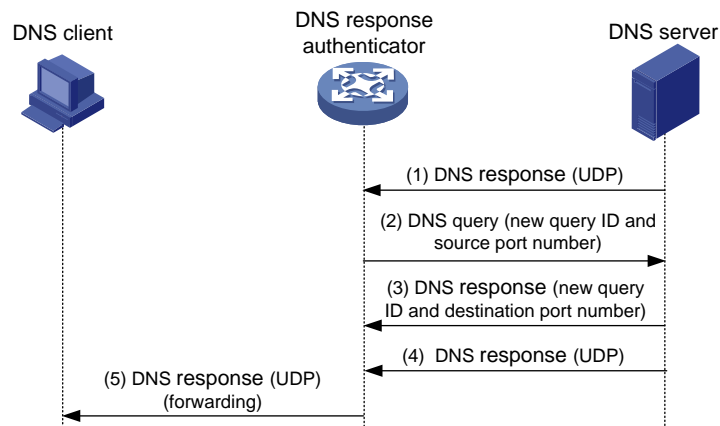 DNS client
DNS response
authenticator
DNS server
(1) DNS response (UDP)
(2) DNS query (new query ID and
source port number)
(3) DNS response (new query
ID and destination port number)
(4) DNS response (UDP)
(5) DNS response (UDP)
(forwarding)